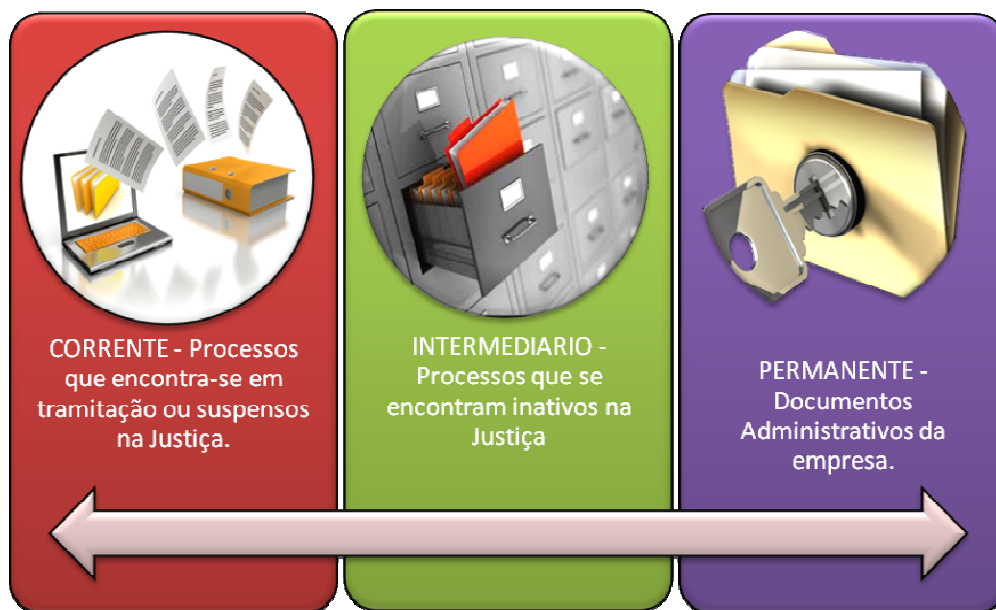 CORRENTE - Processos
que encontra-se em
tramitação ou suspensos
na Justiça.
INTERMEDIARIO -
Processos que se
encontram inativos na
Justiça
PERMANENTE -
Documentos
Administrativos da
empresa.